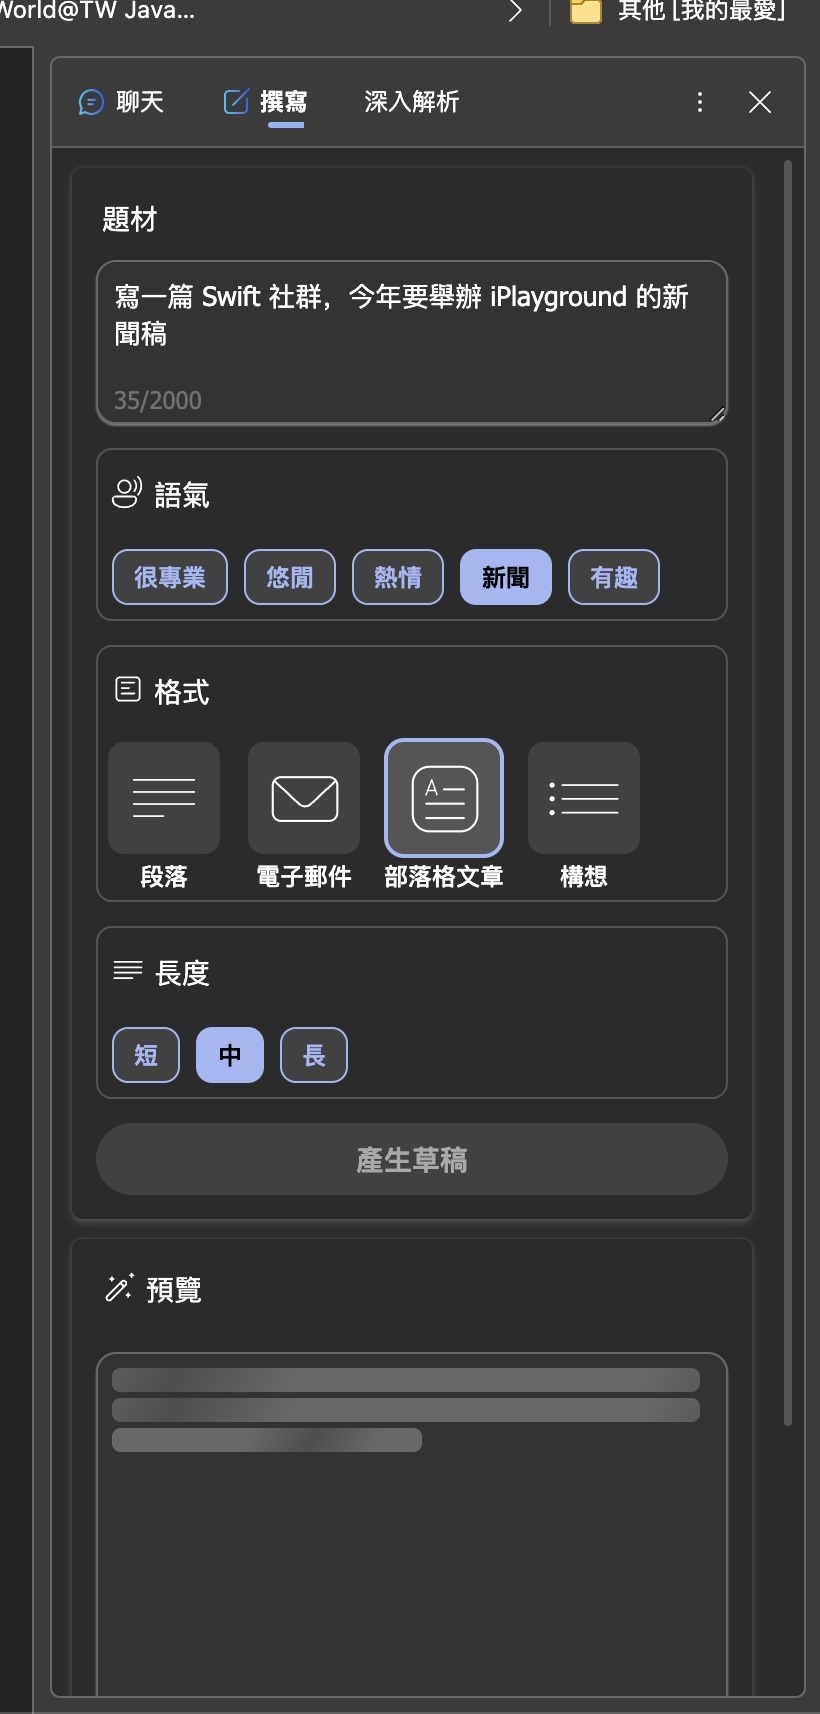 World@TW Java...
其他 [我的最愛]
聊天
撰寫
深入解析
題材
寫一篇 Swift 社群，今年要舉辦 iPlayground 的新
聞稿
35/2000
語氣
很專業
悠閒
熱情
新聞
有趣
格式
A
段落
電子郵件
部落格文章
構想
長度
短
中
長
產生草稿
預覽